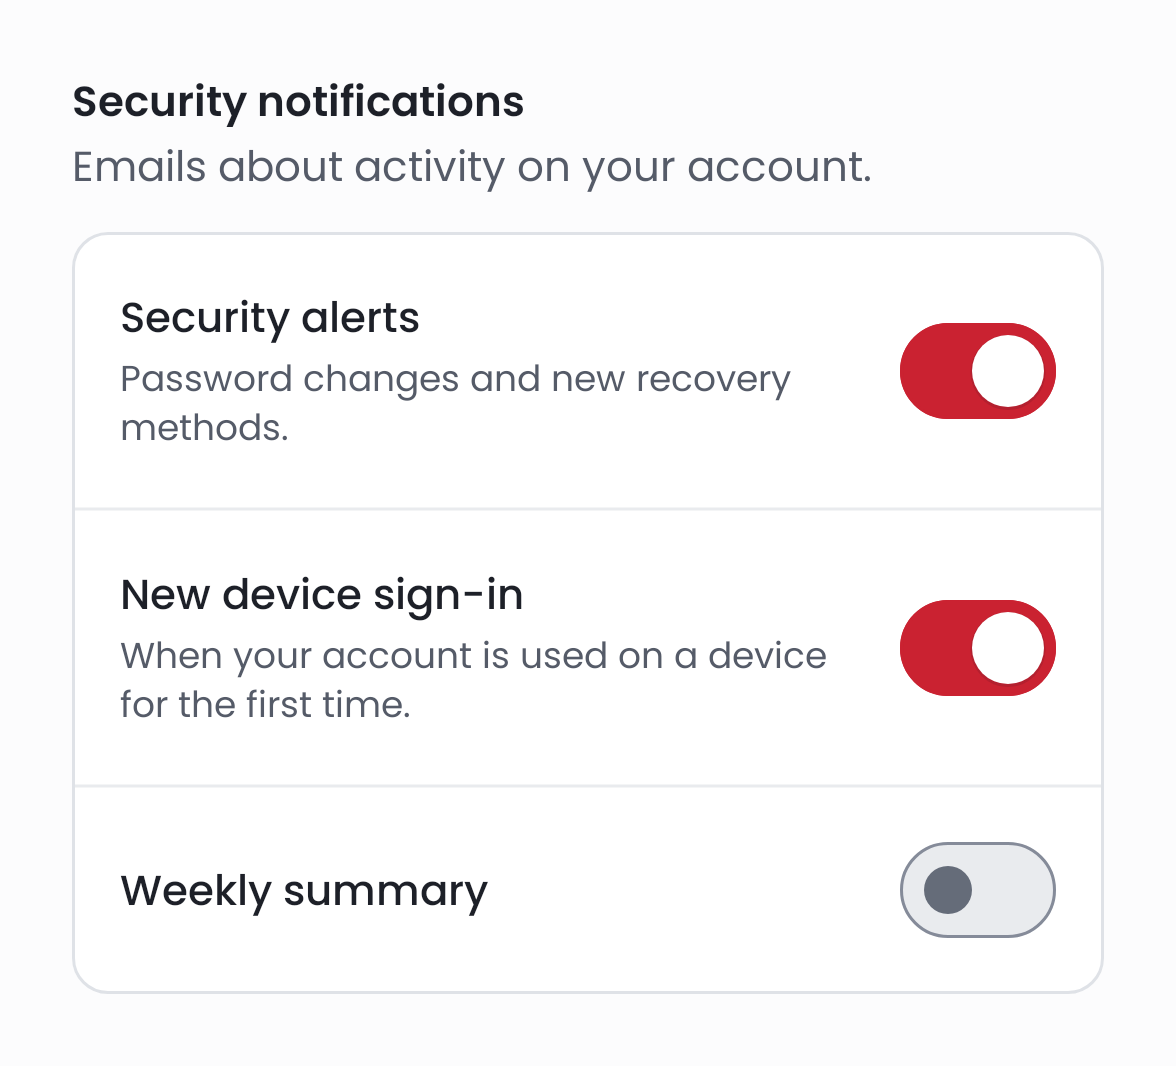 Security notifications
Emails about activity on your account.
Security alerts
Password changes and new recovery
methods.
New device sign-in
When your account is used on a device
for the first time.
Weekly summary